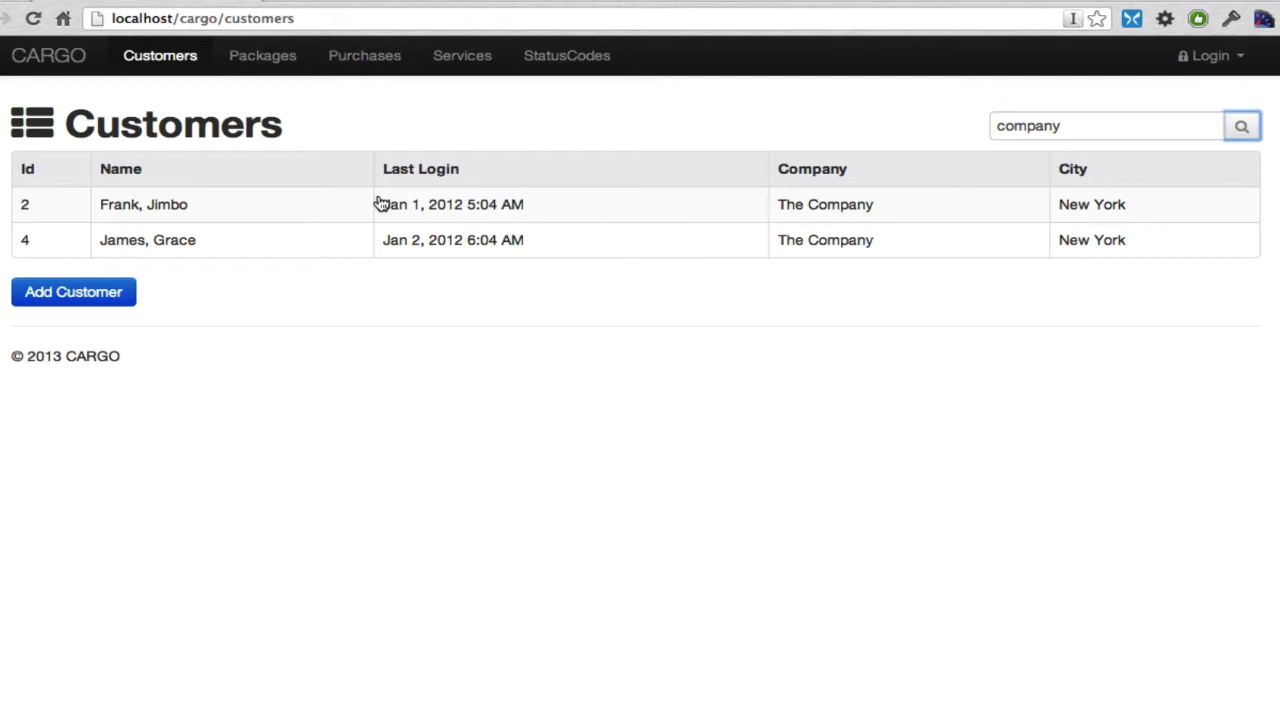 localhost/cargo/customers
CARGO Customers Packages Purchases Services StatusCodes Login
Customers
company
Id Name Last Login Company City
2 Frank, Jimbo Jan 1, 2012 5:04 AM The Company New York
4 James, Grace Jan 2, 2012 6:04 AM The Company New York
Add Customer
© 2013 CARGO